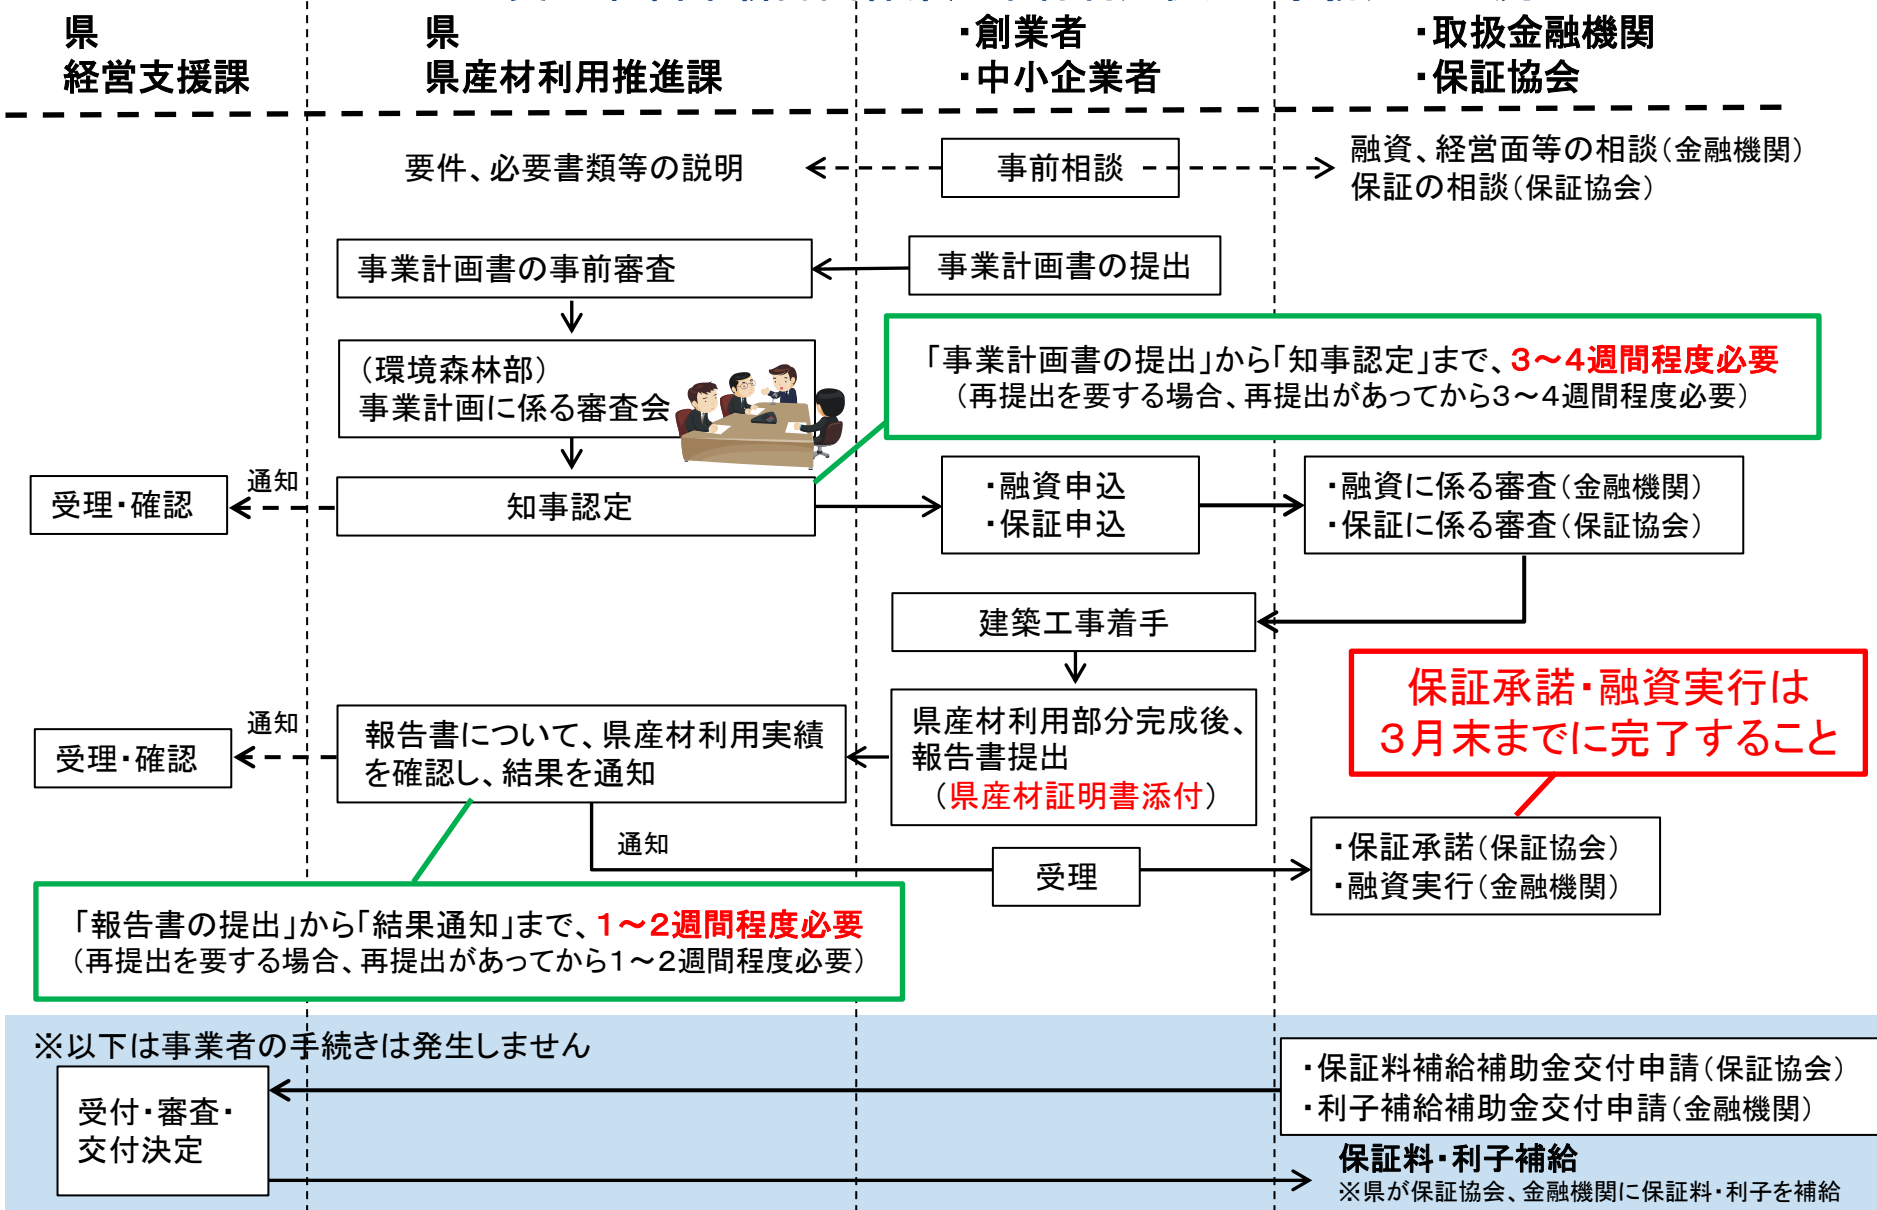 県
経営支援課
県
県産材利用推進課
・創業者
・中小企業者
・取扱金融機関
・保証協会
要件、必要書類等の説明
事前相談
融資、経営面等の相談(金融機関)
保証の相談(保証協会)
事業計画書の事前審査
事業計画書の提出
(環境森林部)
事業計画に係る審査会
「事業計画書の提出」から「知事認定」まで、3～4週間程度必要
(再提出を要する場合、再提出があってから3～4週間程度必要)
受理・確認
通知
知事認定
・融資申込
・保証申込
・融資に係る審査(金融機関)
・保証に係る審査(保証協会)
建築工事着手
保証承諾・融資実行は
3月末までに完了すること
受理・確認
通知
報告書について、県産材利用実績
を確認し、結果を通知
県産材利用部分完成後、
報告書提出
(県産材証明書添付)
通知
受理
・保証承諾(保証協会)
・融資実行(金融機関)
「報告書の提出」から「結果通知」まで、1～2週間程度必要
(再提出を要する場合、再提出があってから1～2週間程度必要)
※以下は事業者の手続きは発生しません
受付・審査・
交付決定
・保証料補給補助金交付申請(保証協会)
・利子補給補助金交付申請(金融機関)
保証料・利子補給
※県が保証協会、金融機関に保証料・利子を補給